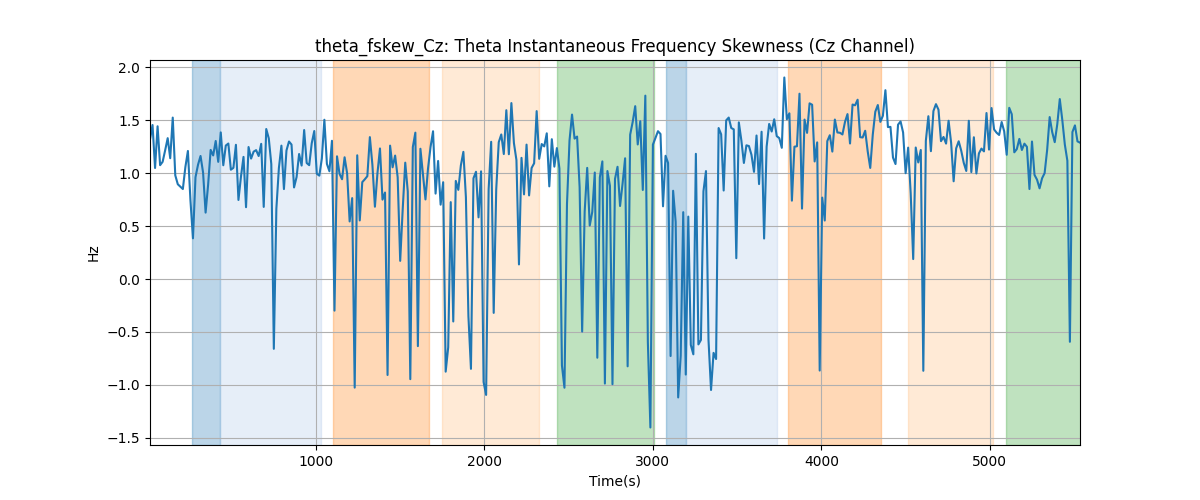 theta_fskew_Cz: Theta Instantaneous Frequency Skewness (Cz Channel)
2.0
1.5
1.0
0.5
0.0
−0.5
−1.0
−1.5
Hz
1000 2000 3000 4000 5000
Time(s)